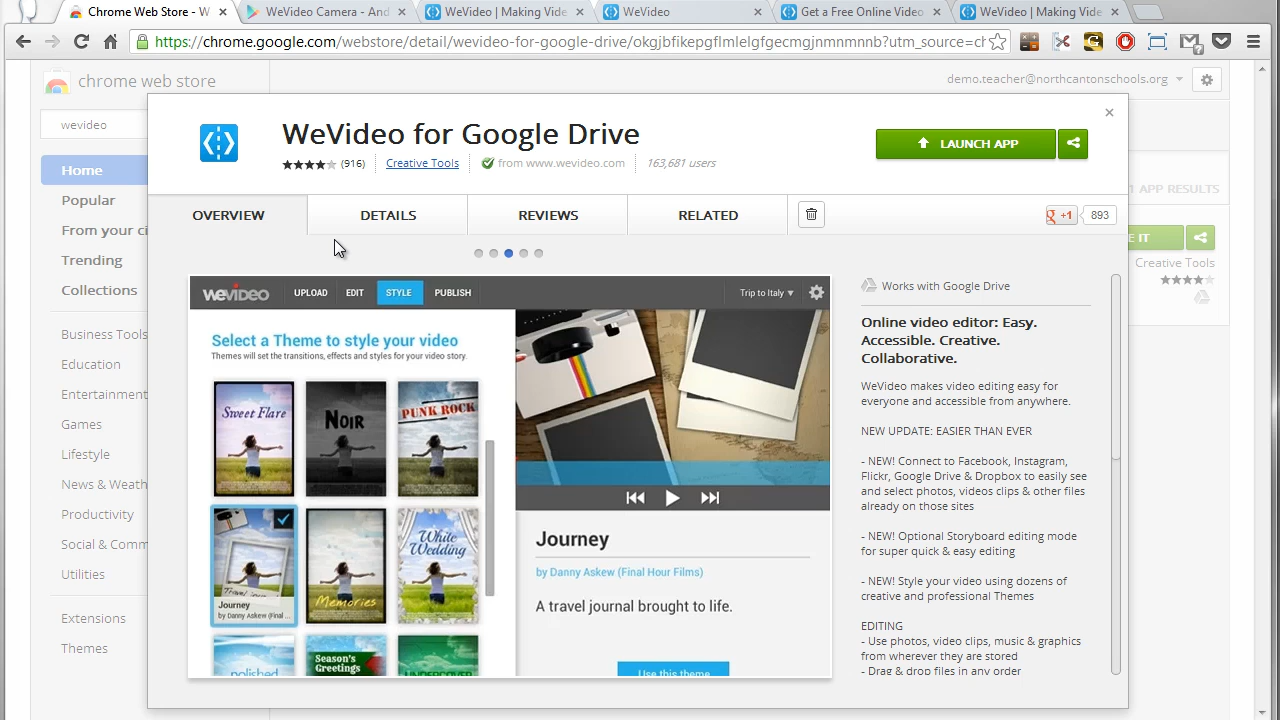 Chrome Web Store - W
WeVideo Camera - And
WeVideo | Making Vide
WeVideo
Get a Free Online Video
WeVideo | Making Vide
https://chrome.google.com/webstore/detail/wevideo-for-google-drive/okgjbfikepgflmlelgfgecmgjnmnmnnb?utm_source=ch
chrome web store
demo.teacher@northcantonschools.org
wevideo
Home
Popular
From your ci
Trending
Collections
Business Tools
Education
Entertainment
Games
Lifestyle
News & Weath
Productivity
Social & Comm
Utilities
Extensions
Themes
WeVideo for Google Drive
(916)
Creative Tools
from www.wevideo.com
163,681 users
LAUNCH APP
OVERVIEW
DETAILS
REVIEWS
RELATED
g +1
893
1 APP RESULTS
E IT
Creative Tools
WEVIDEO
UPLOAD
EDIT
STYLE
PUBLISH
Trip to Italy
Select a Theme to style your video
Themes will set the transitions, effects and styles for your video story.
Sweet Flare
NOIR
PUNK ROCK
Journey
by Danny Askew (Final ...
Memories
White Wedding
polished
Season's
Greetings
UNDERCOVER
Journey
by Danny Askew (Final Hour Films)
A travel journal brought to life.
Use this theme
Works with Google Drive
Online video editor: Easy.
Accessible. Creative.
Collaborative.
WeVideo makes video editing easy for
everyone and accessible from anywhere.
NEW UPDATE: EASIER THAN EVER
- NEW! Connect to Facebook, Instagram,
Flickr, Google Drive & Dropbox to easily see
and select photos, videos clips & other files
already on those sites
- NEW! Optional Storyboard editing mode
for super quick & easy editing
- NEW! Style your video using dozens of
creative and professional Themes
EDITING
- Use photos, video clips, music & graphics
from wherever they are stored
- Drag & drop files in any order